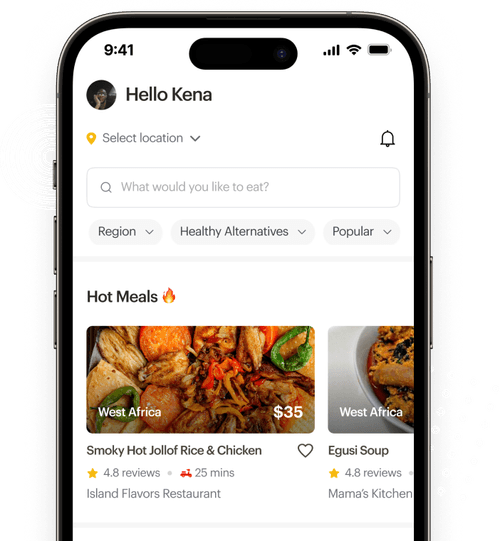 9:41
Hello Kena
Select location
What would you like to eat?
Region Healthy Alternatives Popular
Hot Meals 🔥
West Africa $35 West Africa
Smoky Hot Jollof Rice & Chicken Egusi Soup
4.8 reviews 25 mins 4.8 reviews
Island Flavors Restaurant Mama's Kitchen